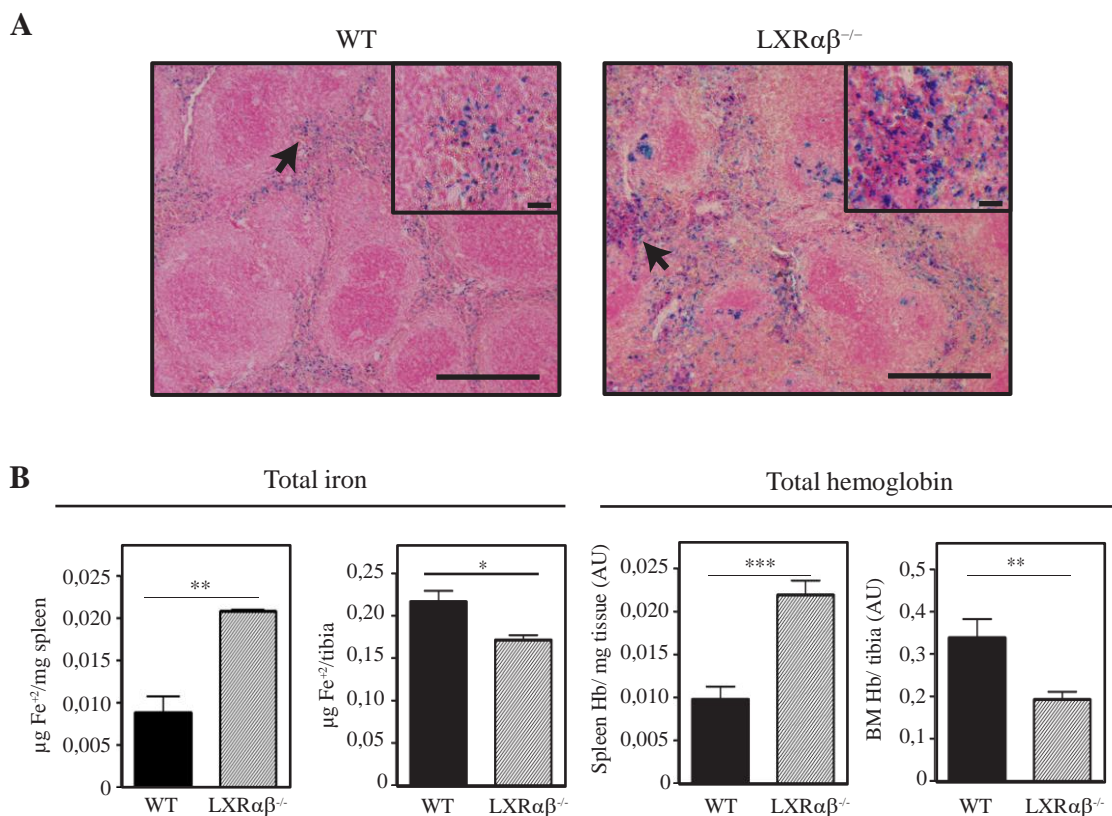 A
WT
LXRαβ⁻/⁻
B
Total iron
Total hemoglobin
µg Fe⁺²/mg spleen
0,025
0,020
0,015
0,010
0,005
0
**
WT
LXRαβ⁻/⁻
µg Fe⁺²/tibia
0,25
0,20
0,15
0,10
0,05
0
*
WT
LXRαβ⁻/⁻
Spleen Hb/ mg tissue (AU)
0,025
0,020
0,015
0,010
0,005
0
***
WT
LXRαβ⁻/⁻
BM Hb/ tibia (AU)
0,5
0,4
0,3
0,2
0,1
0
**
WT
LXRαβ⁻/⁻